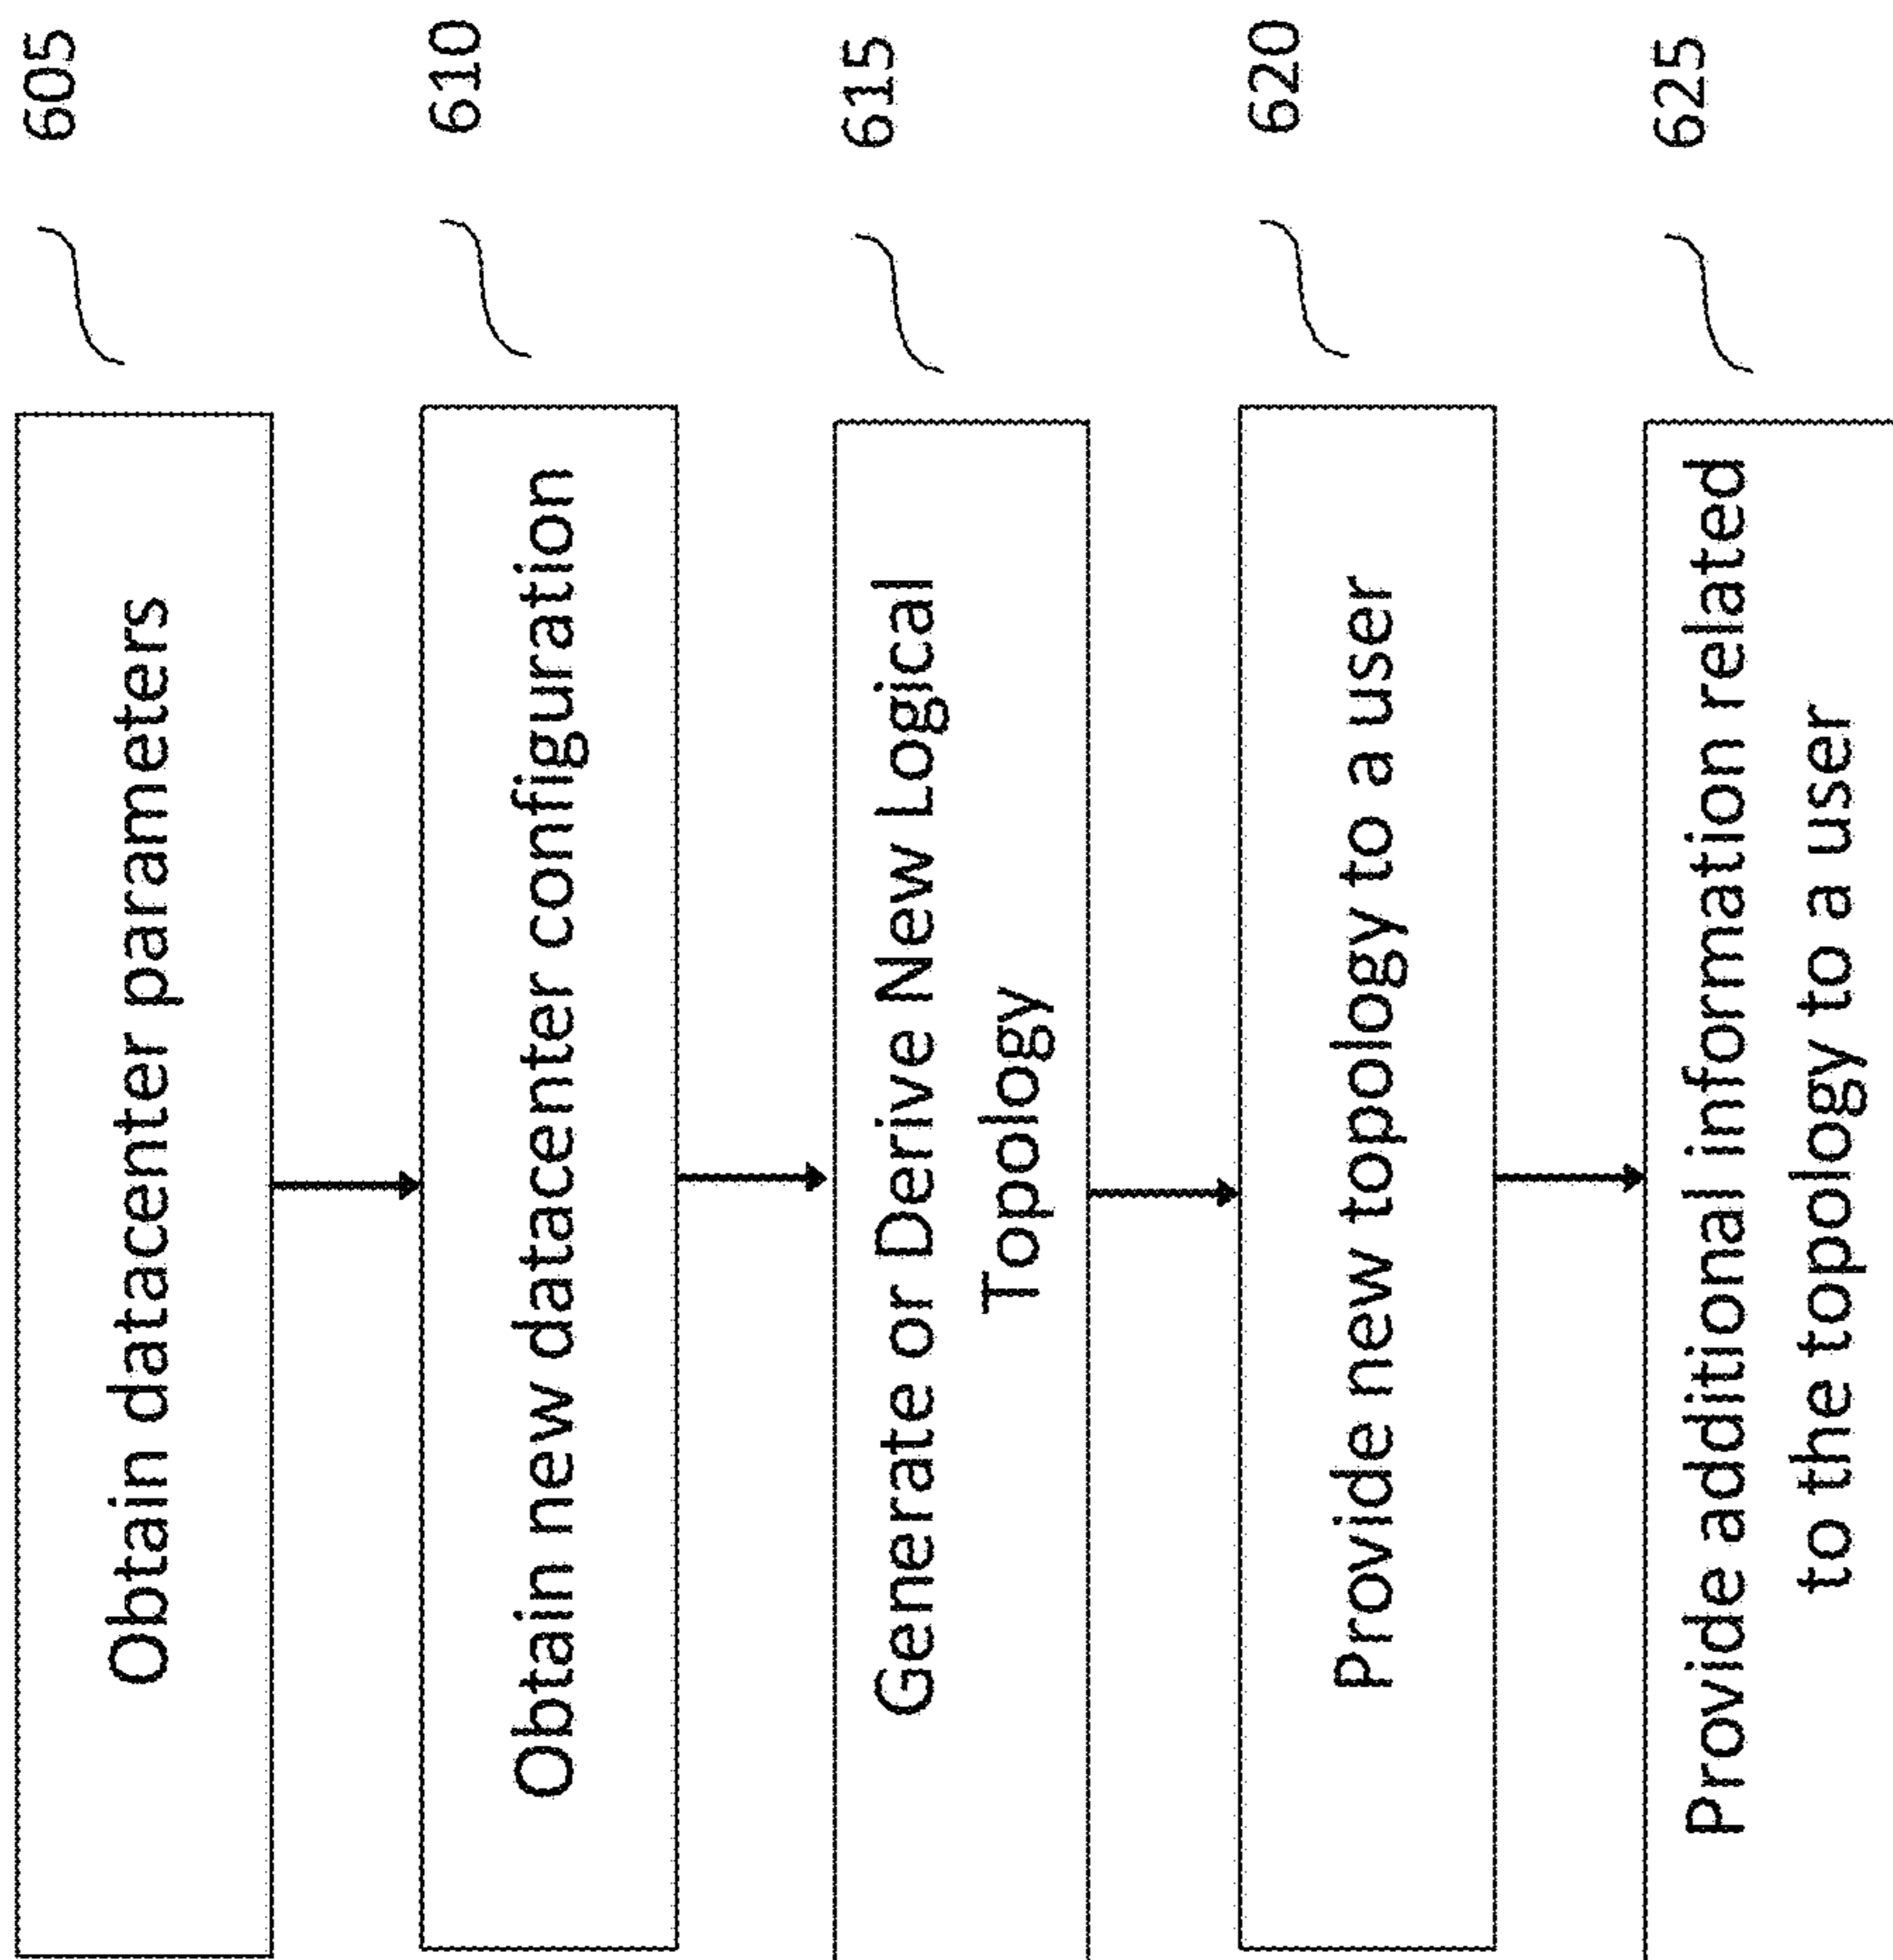 Obtain datacenter parameters
605
Obtain new datacenter configuration
610
Generate or Derive New Logical
Topology
615
Provide new topology to a user
620
Provide additional information related
to the topology to a user
625